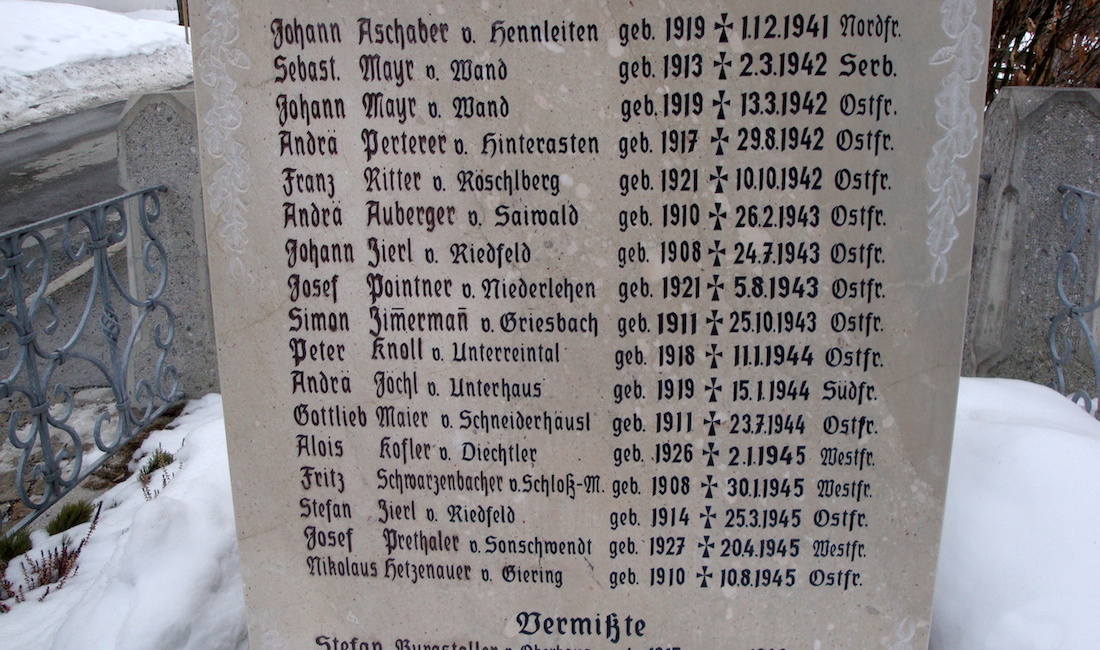 Johann Aschaber v. Hennleiten geb. 1919 ✠ 1.12.1941 Nordfr.
Sebast. Mayr v. Wand geb. 1913 ✠ 2.3.1942 Serb.
Johann Mayr v. Wand geb. 1919 ✠ 13.3.1942 Ostfr.
Andrä Perterer v. Hinterasten geb. 1917 ✠ 29.8.1942 Ostfr.
Franz Ritter v. Röschlberg geb. 1921 ✠ 10.10.1942 Ostfr.
Andrä Auberger v. Saiwald geb. 1910 ✠ 26.2.1943 Ostfr.
Johann Zierl v. Riedfeld geb. 1908 ✠ 24.7.1943 Ostfr.
Josef Pointner v. Niederlehen geb. 1921 ✠ 5.8.1943 Ostfr.
Simon Zim̅erman̅ v. Griesbach geb. 1911 ✠ 25.10.1943 Ostfr.
Peter Knoll v. Unterreintal geb. 1918 ✠ 11.1.1944 Ostfr.
Andrä Jöchl v. Unterhaus geb. 1919 ✠ 15.1.1944 Südfr.
Gottlieb Maier v. Schneiderhäusl geb. 1911 ✠ 23.7.1944 Ostfr.
Alois Kofler v. Diechtler geb. 1926 ✠ 2.1.1945 Westfr.
Fritz Schwarzenbacher v. Schloß-M. geb. 1908 ✠ 30.1.1945 Westfr.
Stefan Zierl v. Riedfeld geb. 1914 ✠ 25.3.1945 Ostfr.
Josef Prethaler v. Sonschwendt geb. 1927 ✠ 20.4.1945 Westfr.
Nikolaus Hetzenauer v. Giering geb. 1910 ✠ 10.8.1945 Ostfr.
Vermißte
Stefan Burgstaller v.